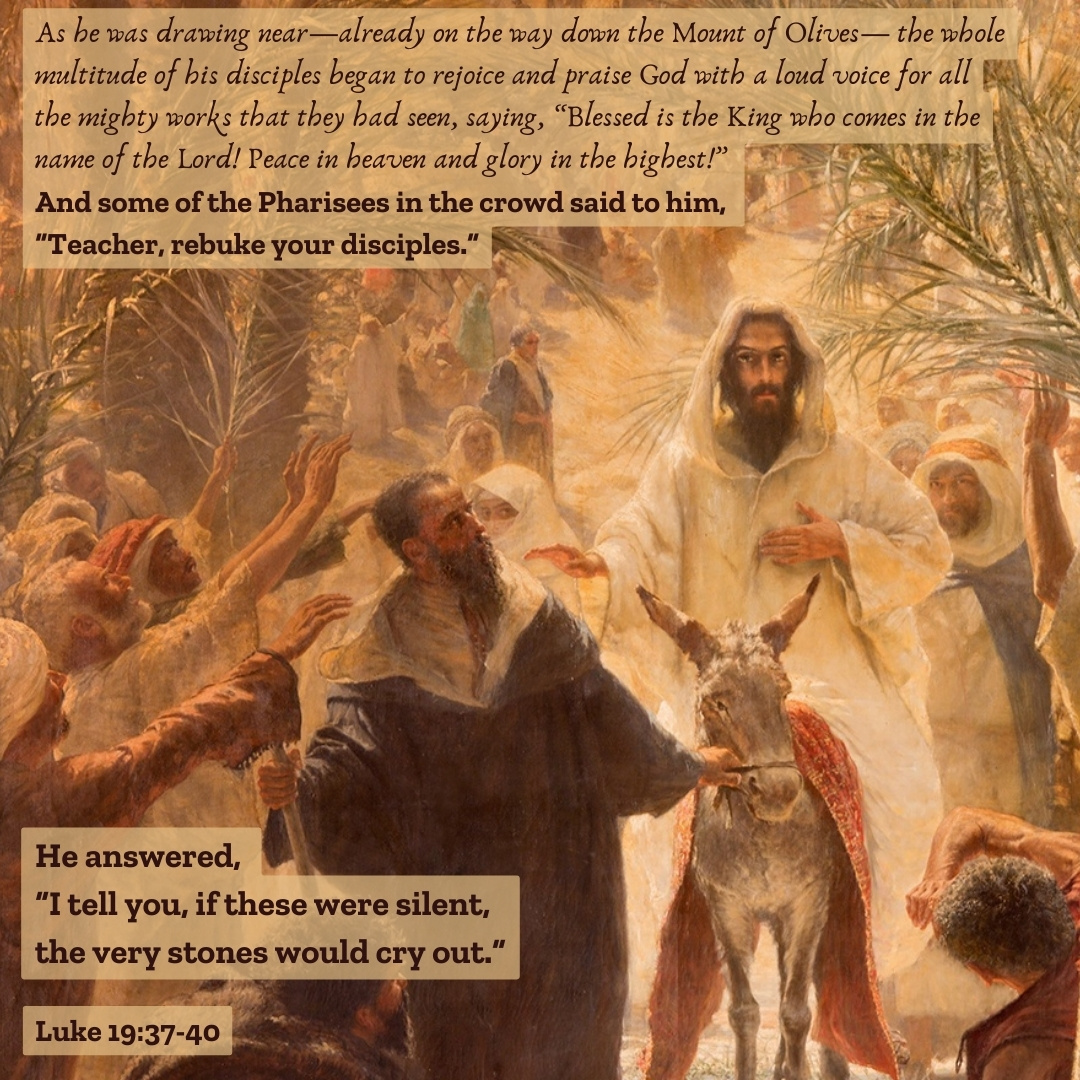 As he was drawing near—already on the way down the Mount of Olives— the whole
multitude of his disciples began to rejoice and praise God with a loud voice for all
the mighty works that they had seen, saying, “Blessed is the King who comes in the
name of the Lord! Peace in heaven and glory in the highest!”
And some of the Pharisees in the crowd said to him,
“Teacher, rebuke your disciples.“
He answered,
“I tell you, if these were silent,
the very stones would cry out.”
Luke 19:37-40